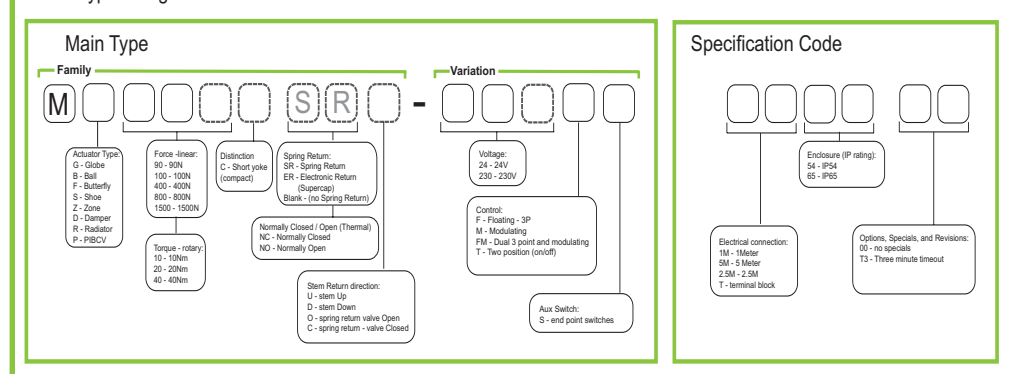 Main Type
Specification Code
Family
Variation
M
S R
-
Actuator Type:
G - Globe
B - Ball
F - Butterfly
S - Shoe
Z - Zone
D - Damper
R - Radiator
P - PIBCV
Force -linear:
90 - 90N
100 - 100N
400 - 400N
800 - 800N
1500 - 1500N
Torque - rotary:
10 - 10Nm
20 - 20Nm
40 - 40Nm
Distinction
C - Short yoke
(compact)
Spring Return:
SR - Spring Return
ER - Electronic Return
(Supercap)
Blank - (no Spring Return)
Normally Closed / Open (Thermal)
NC - Normally Closed
NO - Normally Open
Stem Return direction:
U - stem Up
D - stem Down
O - spring return valve Open
C - spring return - valve Closed
Voltage:
24 - 24V
230 - 230V
Control:
F - Floating - 3P
M - Modulating
FM - Dual 3 point and modulating
T - Two position (on/off)
Aux Switch:
S - end point switches
Electrical connection:
1M - 1Meter
5M - 5 Meter
2.5M - 2.5M
T - terminal block
Enclosure (IP rating):
54 - IP54
65 - IP65
Options, Specials, and Revisions:
00 - no specials
T3 - Three minute timeout